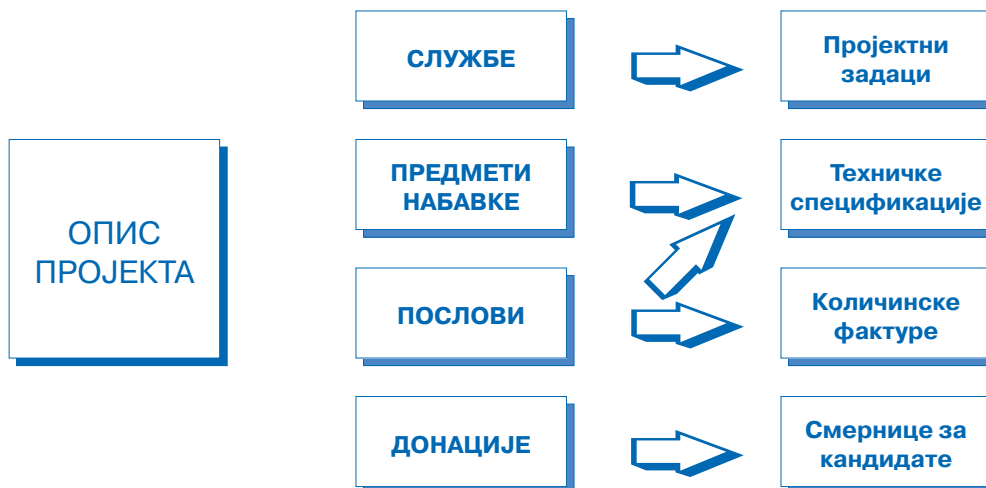 ОПИС
ПРОЈЕКТА
СЛУЖБЕ
Пројектни
задаци
ПРЕДМЕТИ
НАБАВКЕ
Техничке
спецификације
ПОСЛОВИ
Количинске
фактуре
ДОНАЦИЈЕ
Смернице за
кандидате